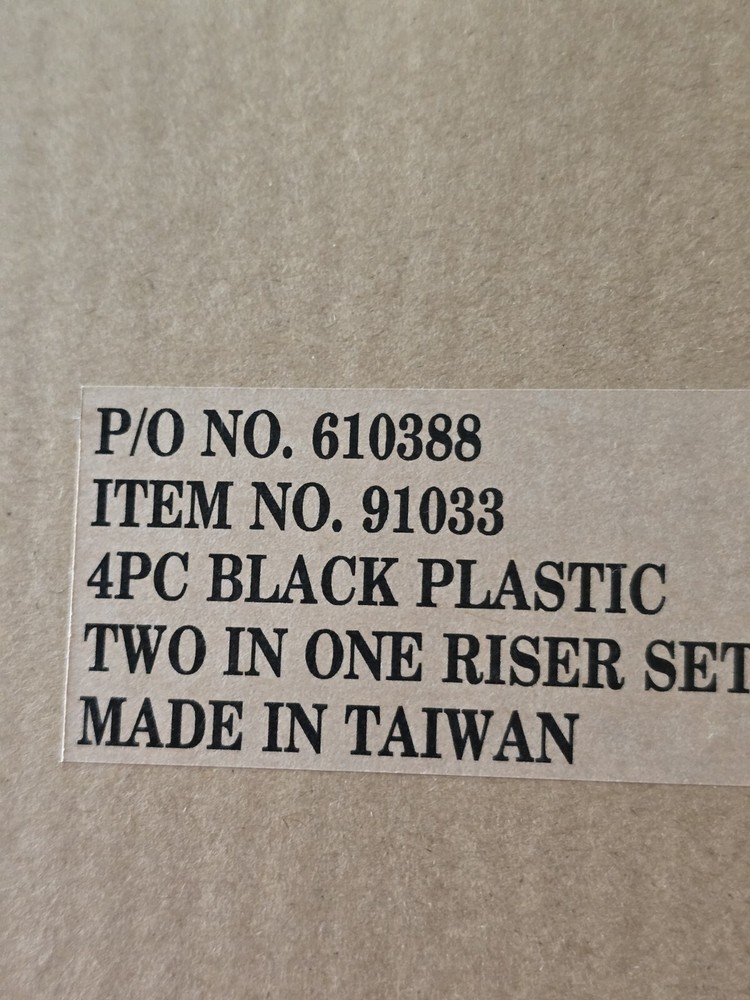 P/O NO. 610388
ITEM NO. 91033
4PC BLACK PLASTIC
TWO IN ONE RISER SET
MADE IN TAIWAN